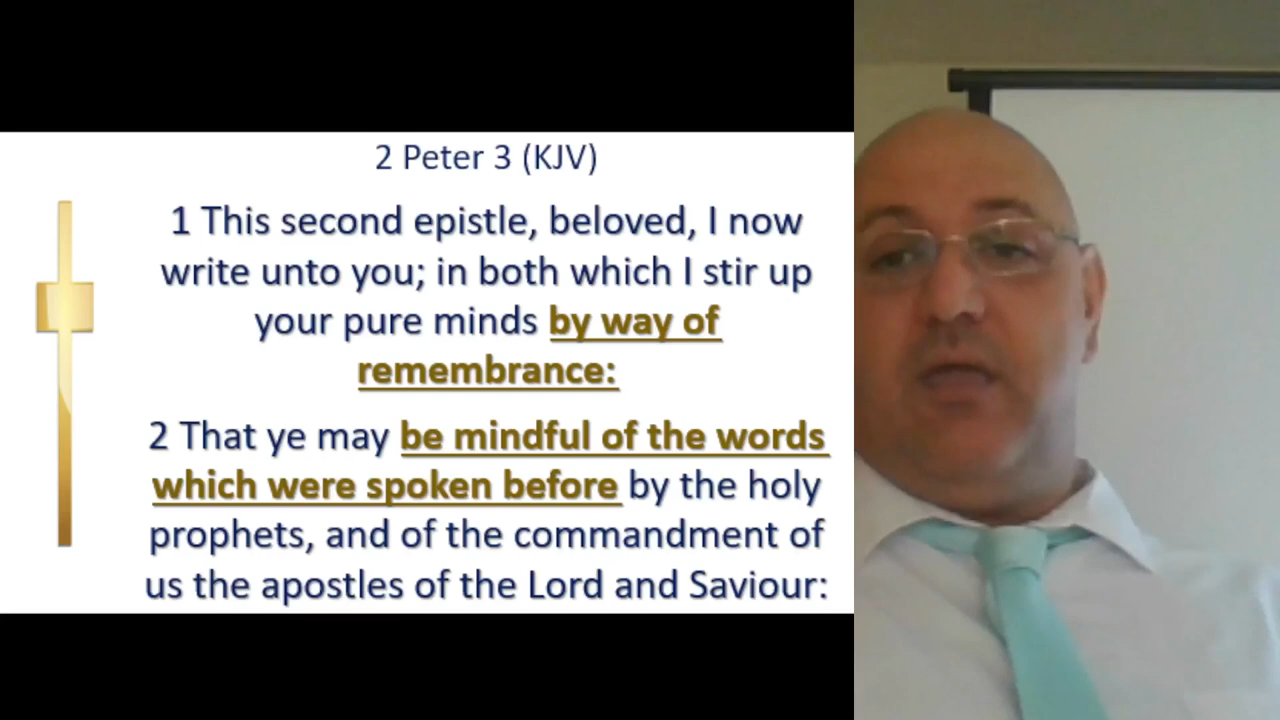 2 Peter 3 (KJV)
1 This second epistle, beloved, I now
write unto you; in both which I stir up
your pure minds by way of
remembrance:
2 That ye may be mindful of the words
which were spoken before by the holy
prophets, and of the commandment of
us the apostles of the Lord and Saviour: